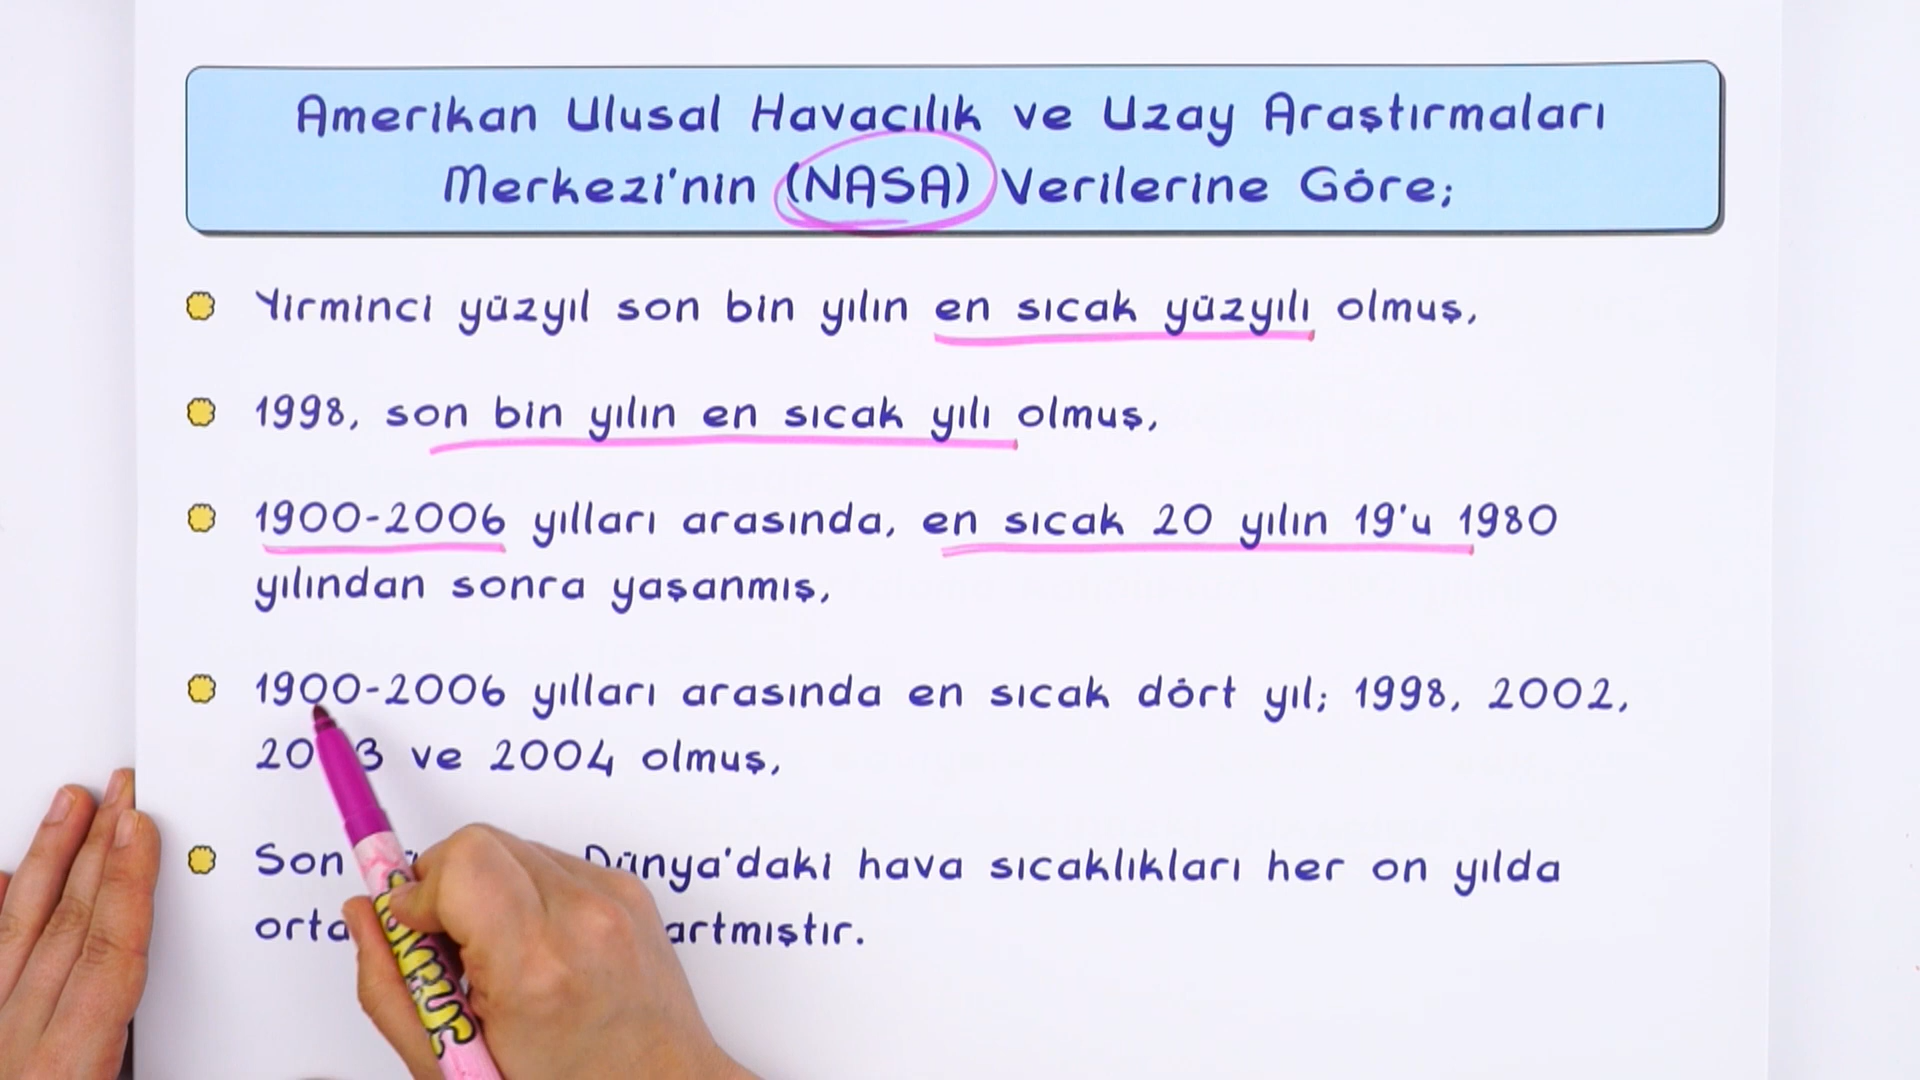 Amerikan Ulusal Havacılık ve Uzay Araştırmaları
Merkezi'nin (NASA) Verilerine Göre;
Yirminci yüzyıl son bin yılın en sıcak yüzyılı olmuş,
1998, son bin yılın en sıcak yılı olmuş,
1900-2006 yılları arasında, en sıcak 20 yılın 19'u 1980
yılından sonra yaşanmış,
1900-2006 yılları arasında en sıcak dört yıl; 1998, 2002,
ve 2004 olmuş,
Son Dünya'daki hava sıcaklıkları her on yılda
artmıştır.